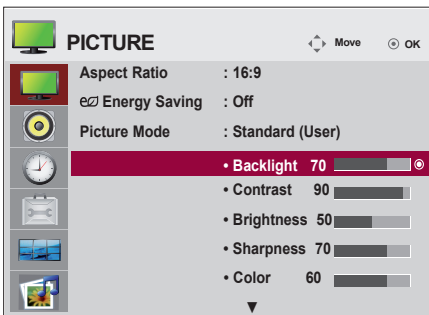 PICTURE Move OK
Aspect Ratio : 16:9
Energy Saving : Off
Picture Mode : Standard (User)
• Backlight 70
• Contrast 90
• Brightness 50
• Sharpness 70
• Color 60
▼